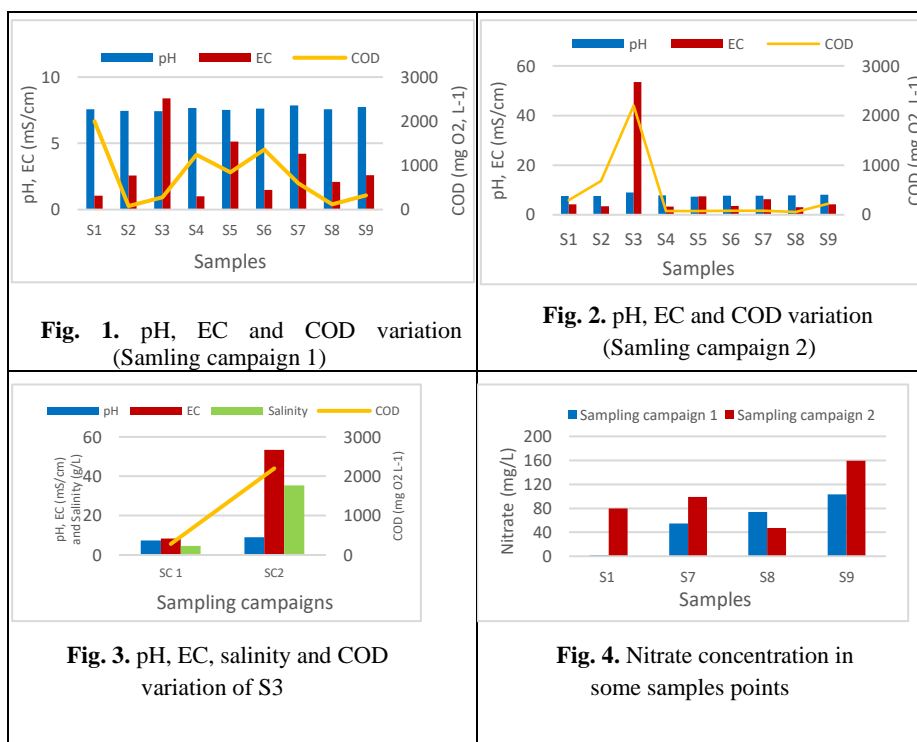 pH EC COD
10
5
0
3000
2000
1000
0
pH, EC (mS/cm)
COD (mg O2, L-1)
S1 S2 S3 S4 S5 S6 S7 S8 S9
Samples
Fig. 1. pH, EC and COD variation
(Samling campaign 1)
pH EC COD
60
40
20
0
3000
2000
1000
0
pH, EC (mS/cm)
COD (mg O2, L-1)
S1 S2 S3 S4 S5 S6 S7 S8 S9
Samples
Fig. 2. pH, EC and COD variation
(Samling campaign 2)
pH EC Salinity COD
60
40
20
0
3000
2000
1000
0
pH, EC (mS/cm)
and Salinity (g/L)
COD (mg O2 L-1)
SC 1 SC2
Sampling campaigns
Fig. 3. pH, EC, salinity and COD
variation of S3
Sampling campaign 1 Sampling campaign 2
200
160
120
80
40
0
Nitrate (mg/L)
S1 S7 S8 S9
Samples
Fig. 4. Nitrate concentration in
some samples points